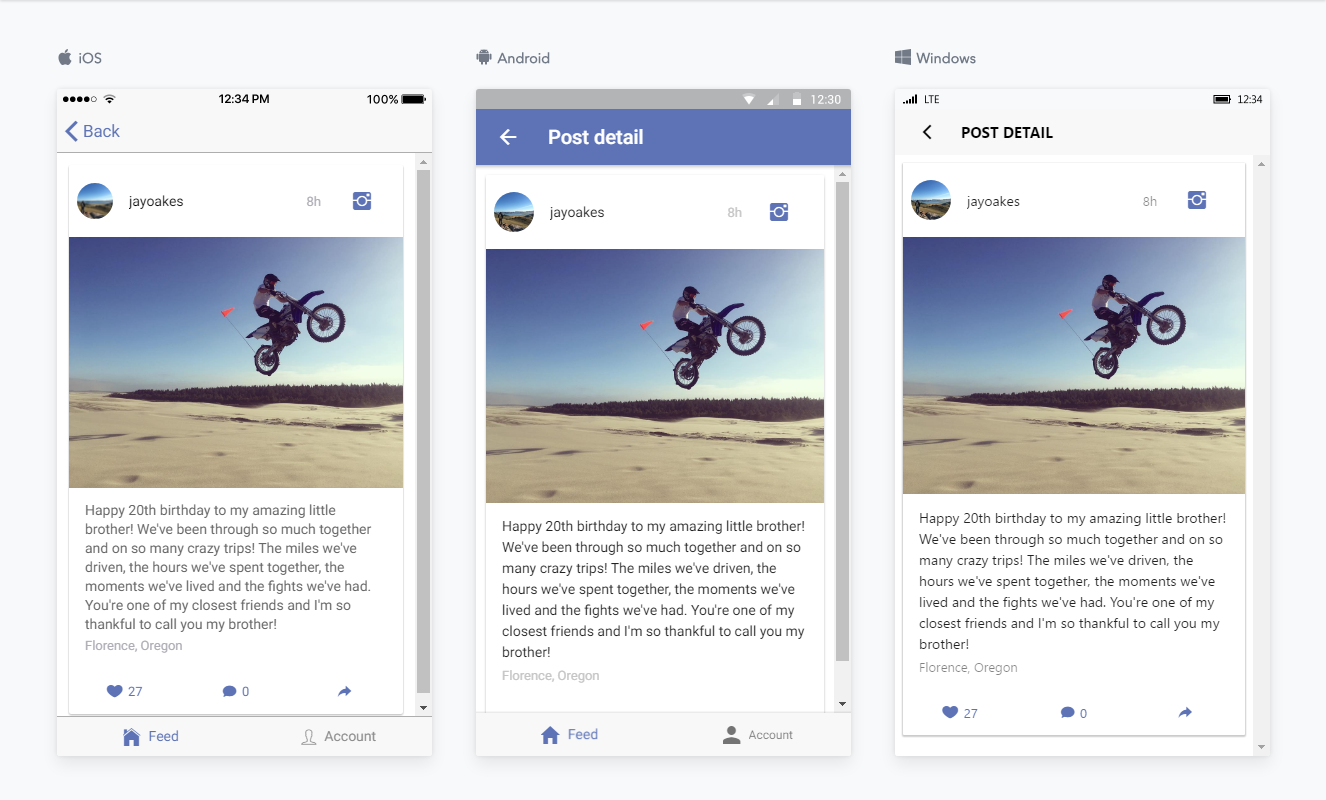 iOS
12:34 PM
100%
Back
jayoakes
8h
Happy 20th birthday to my amazing little
brother! We've been through so much together
and on so many crazy trips! The miles we've
driven, the hours we've spent together, the
moments we've lived and the fights we've had.
You're one of my closest friends and I'm so
thankful to call you my brother!
Florence, Oregon
27
0
Feed
Account
Android
12:30
Post detail
jayoakes
8h
Happy 20th birthday to my amazing little brother!
We've been through so much together and on so
many crazy trips! The miles we've driven, the
hours we've spent together, the moments we've
lived and the fights we've had. You're one of my
closest friends and I'm so thankful to call you my
brother!
Florence, Oregon
Feed
Account
Windows
LTE
12:34
POST DETAIL
jayoakes
8h
Happy 20th birthday to my amazing little brother!
We've been through so much together and on so
many crazy trips! The miles we've driven, the
hours we've spent together, the moments we've
lived and the fights we've had. You're one of my
closest friends and I'm so thankful to call you my
brother!
Florence, Oregon
27
0